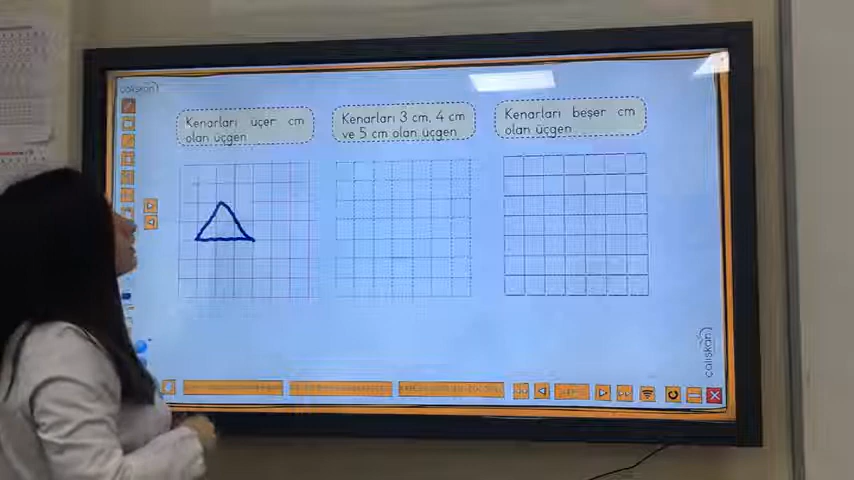 çalışkan
Kenarları üçer cm
olan üçgen
Kenarları 3 cm, 4 cm
ve 5 cm olan üçgen
Kenarları beşer cm
olan üçgen
çalışkan